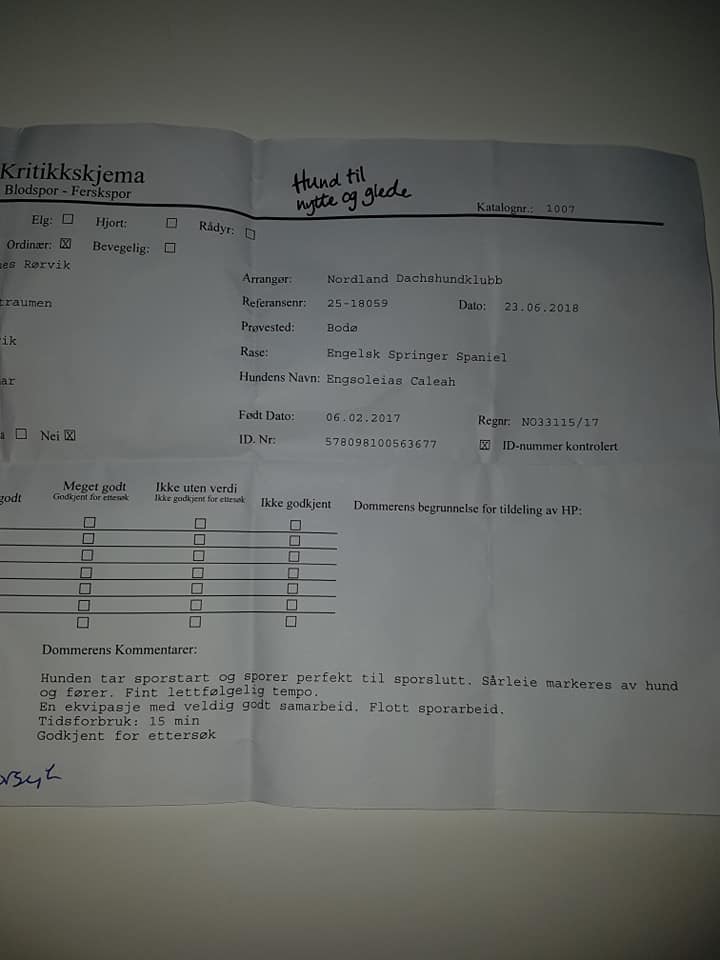 Kritikkskjema
Blodspor - Ferskspor
Hund til
nytte og glede
Katalognr.: 1007
Elg: Hjort: Rådyr:
Ordinær: Bevegelig:
nes Rørvik
traumen
ik
ar
a Nei
Arrangør: Nordland Dachshundklubb
Referansenr: 25-18059 Dato: 23.06.2018
Prøvested: Bodø
Rase: Engelsk Springer Spaniel
Hundens Navn: Engsoleias Caleah
Født Dato: 06.02.2017 Regnr: NO33115/17
ID. Nr: 578098100563677 ID-nummer kontrolert
godt Meget godt Ikke uten verdi Ikke godkjent Dommerens begrunnelse for tildeling av HP:
Godkjent for ettesøk Ikke godkjent for ettesøk
Dommerens Kommentarer:
Hunden tar sporstart og sporer perfekt til sporslutt. Sårleie markeres av hund
og fører. Fint lettfølgelig tempo.
En ekvipasje med veldig godt samarbeid. Flott sporarbeid.
Tidsforbruk: 15 min
Godkjent for ettersøk